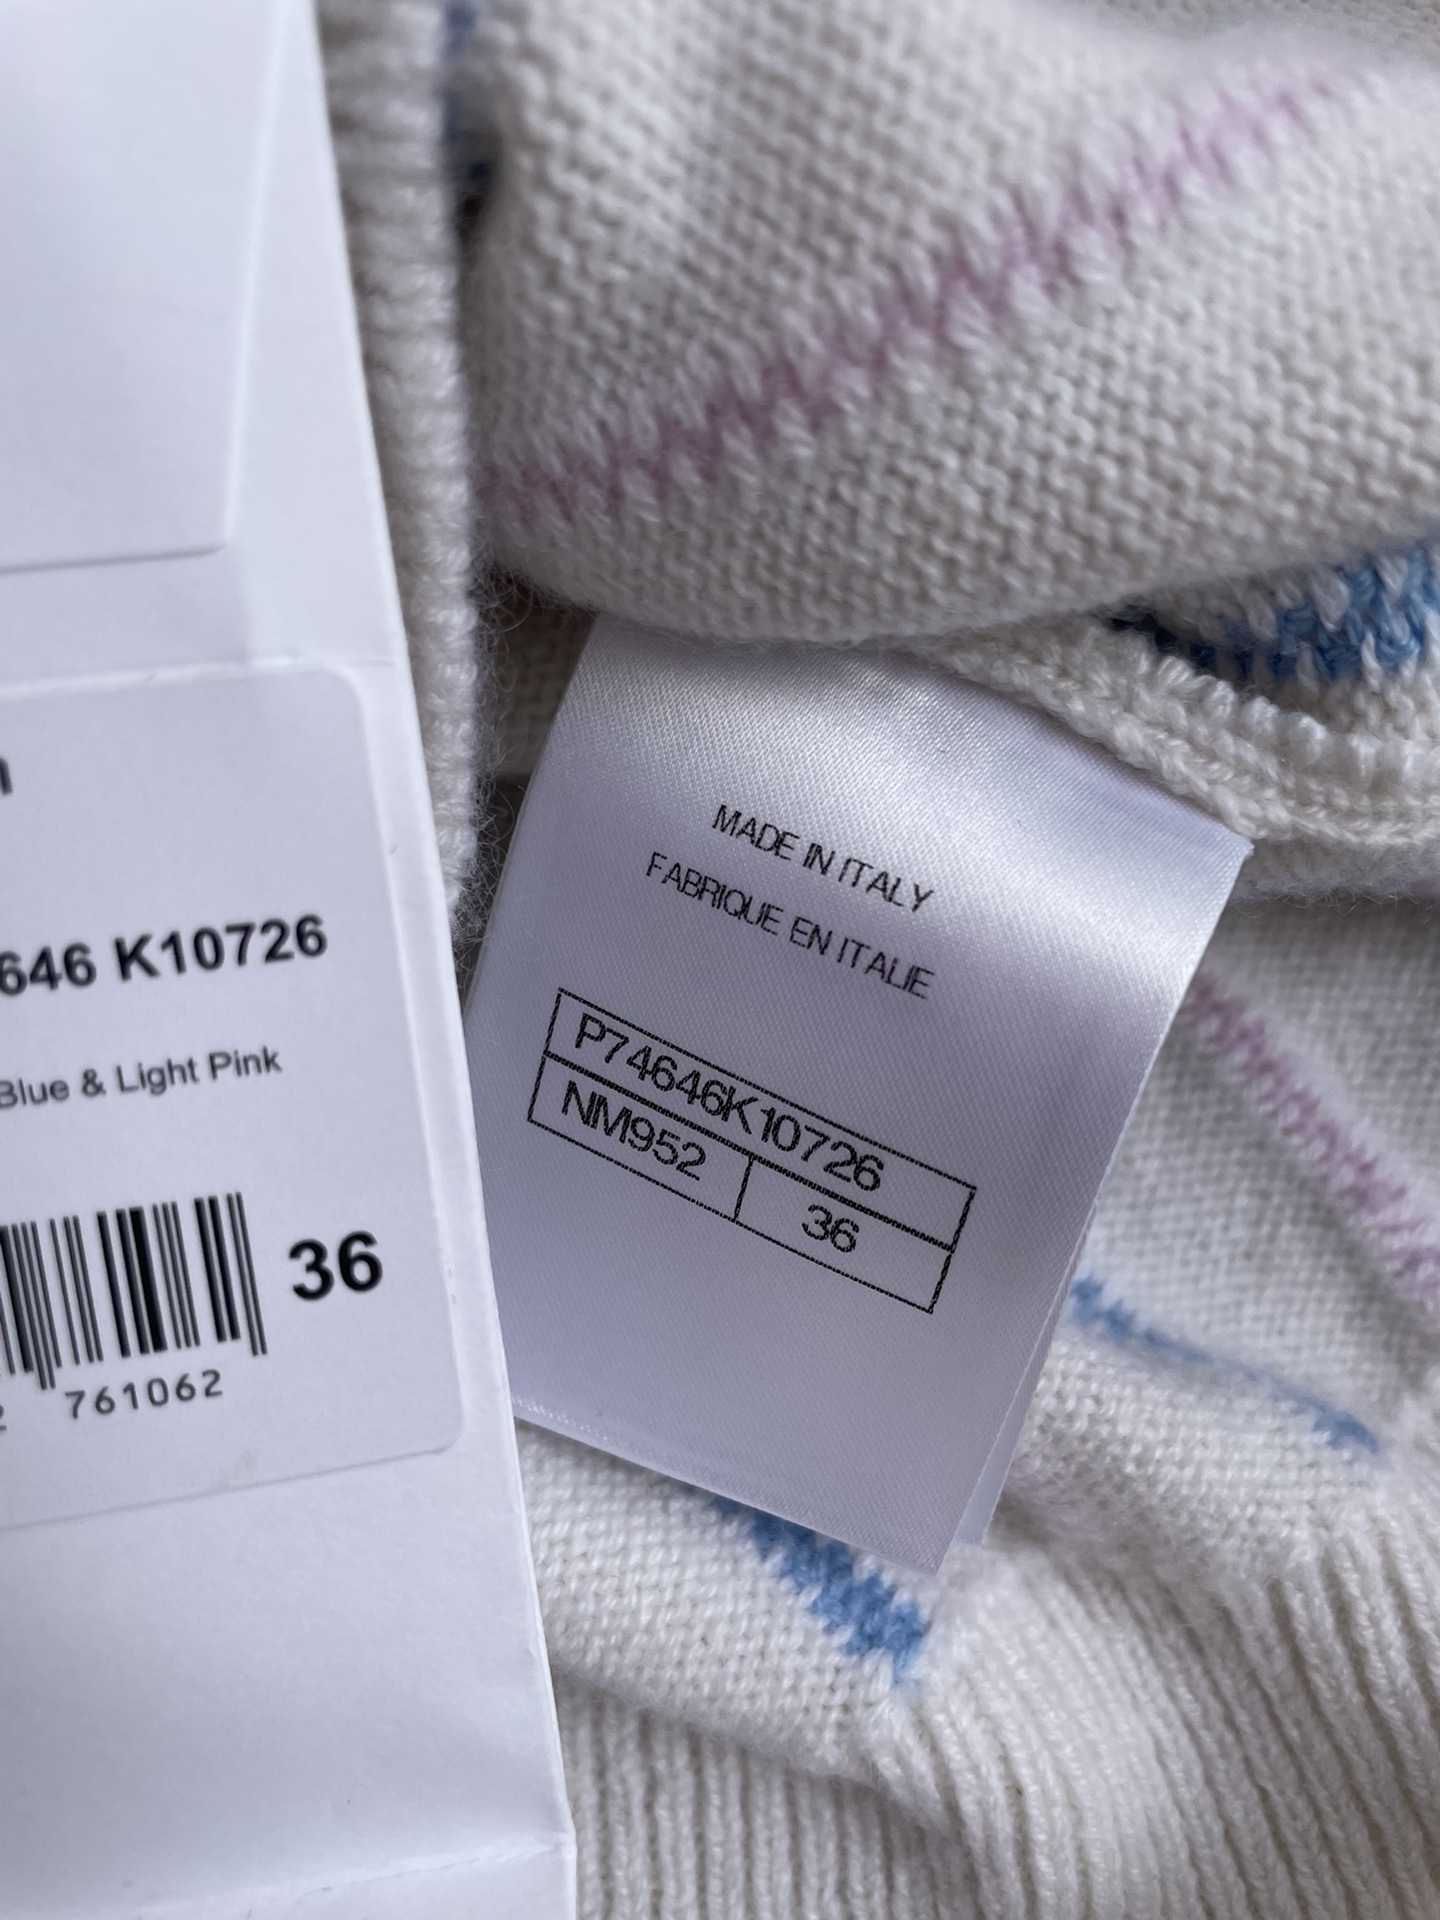 646 K10726
Blue & Light Pink
36
761062
MADE IN ITALY
FABRIQUE EN ITALIE
P74646K10726
NM952
36